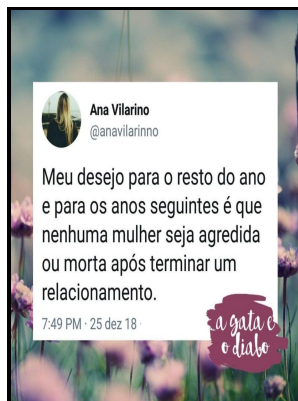 Ana Vilarino
@anavilarinno
Meu desejo para o resto do ano
e para os anos seguintes é que
nenhuma mulher seja agredida
ou morta após terminar um
relacionamento.
7:49 PM · 25 dez 18 ·
a gata e
o diabo